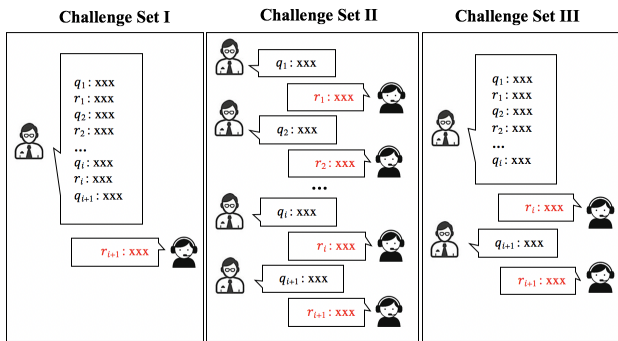 Challenge Set I
q₁: xxx
r₁: xxx
q₂: xxx
r₂: xxx
...
qᵢ: xxx
rᵢ: xxx
qᵢ₊₁: xxx
rᵢ₊₁: xxx
Challenge Set II
q₁: xxx
r₁: xxx
q₂: xxx
r₂: xxx
...
qᵢ: xxx
rᵢ: xxx
qᵢ₊₁: xxx
rᵢ₊₁: xxx
Challenge Set III
q₁: xxx
r₁: xxx
q₂: xxx
r₂: xxx
...
qᵢ: xxx
rᵢ: xxx
qᵢ₊₁: xxx
rᵢ₊₁: xxx